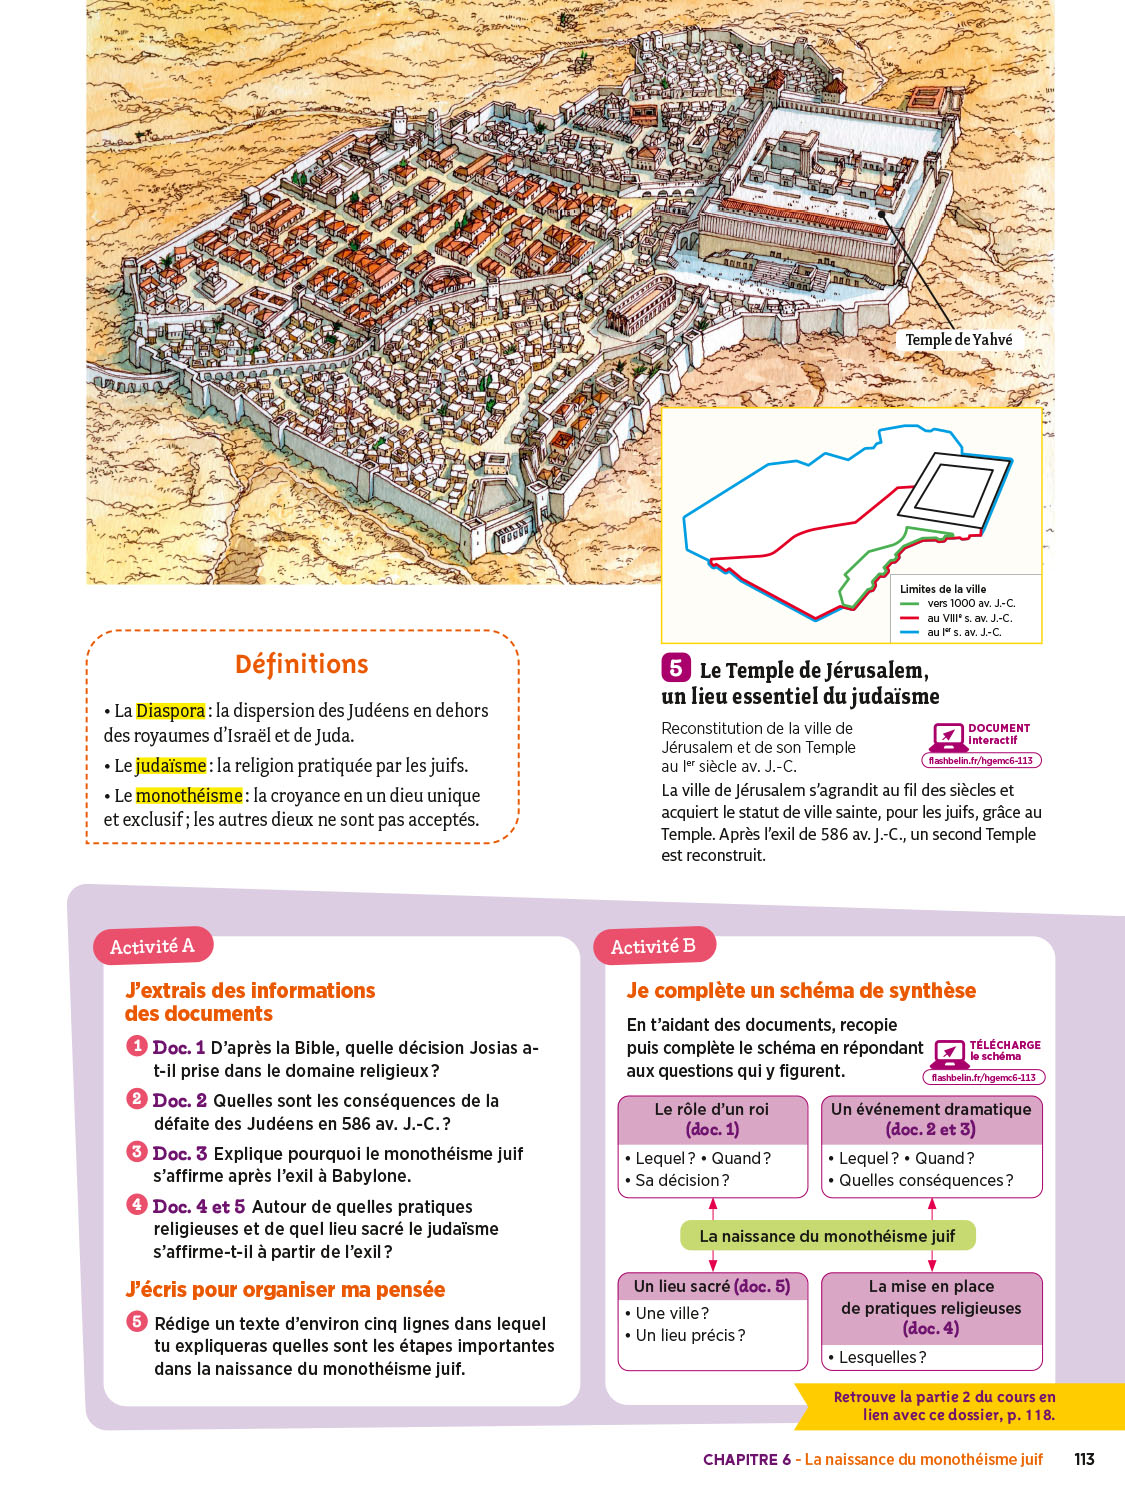 Temple de Yahvé
Limites de la ville
vers 1000 av. J.-C.
au VIIIe s. av. J.-C.
au Ier s. av. J.-C.
Définitions
• La Diaspora : la dispersion des Judéens en dehors
des royaumes d'Israël et de Juda.
• Le judaïsme : la religion pratiquée par les juifs.
• Le monothéisme : la croyance en un dieu unique
et exclusif ; les autres dieux ne sont pas acceptés.
5 Le Temple de Jérusalem,
un lieu essentiel du judaïsme
Reconstitution de la ville de
Jérusalem et de son Temple
au Ier siècle av. J.-C.
DOCUMENT
interactif
flashbelin.fr/hgemc6-113
La ville de Jérusalem s'agrandit au fil des siècles et
acquiert le statut de ville sainte, pour les juifs, grâce au
Temple. Après l'exil de 586 av. J.-C., un second Temple
est reconstruit.
Activité A
J'extrais des informations
des documents
1 Doc. 1 D'après la Bible, quelle décision Josias a-
t-il prise dans le domaine religieux ?
2 Doc. 2 Quelles sont les conséquences de la
défaite des Judéens en 586 av. J.-C. ?
3 Doc. 3 Explique pourquoi le monothéisme juif
s'affirme après l'exil à Babylone.
4 Doc. 4 et 5 Autour de quelles pratiques
religieuses et de quel lieu sacré le judaïsme
s'affirme-t-il à partir de l'exil ?
J'écris pour organiser ma pensée
5 Rédige un texte d'environ cinq lignes dans lequel
tu expliqueras quelles sont les étapes importantes
dans la naissance du monothéisme juif.
Activité B
Je complète un schéma de synthèse
En t'aidant des documents, recopie
puis complète le schéma en répondant
aux questions qui y figurent.
TÉLÉCHARGE
le schéma
flashbelin.fr/hgemc6-113
Le rôle d'un roi
(doc. 1)
• Lequel ? • Quand ?
• Sa décision ?
Un événement dramatique
(doc. 2 et 3)
• Lequel ? • Quand ?
• Quelles conséquences ?
La naissance du monothéisme juif
Un lieu sacré (doc. 5)
• Une ville ?
• Un lieu précis ?
La mise en place
de pratiques religieuses
(doc. 4)
• Lesquelles ?
Retrouve la partie 2 du cours en
lien avec ce dossier, p. 118.
CHAPITRE 6 - La naissance du monothéisme juif 113